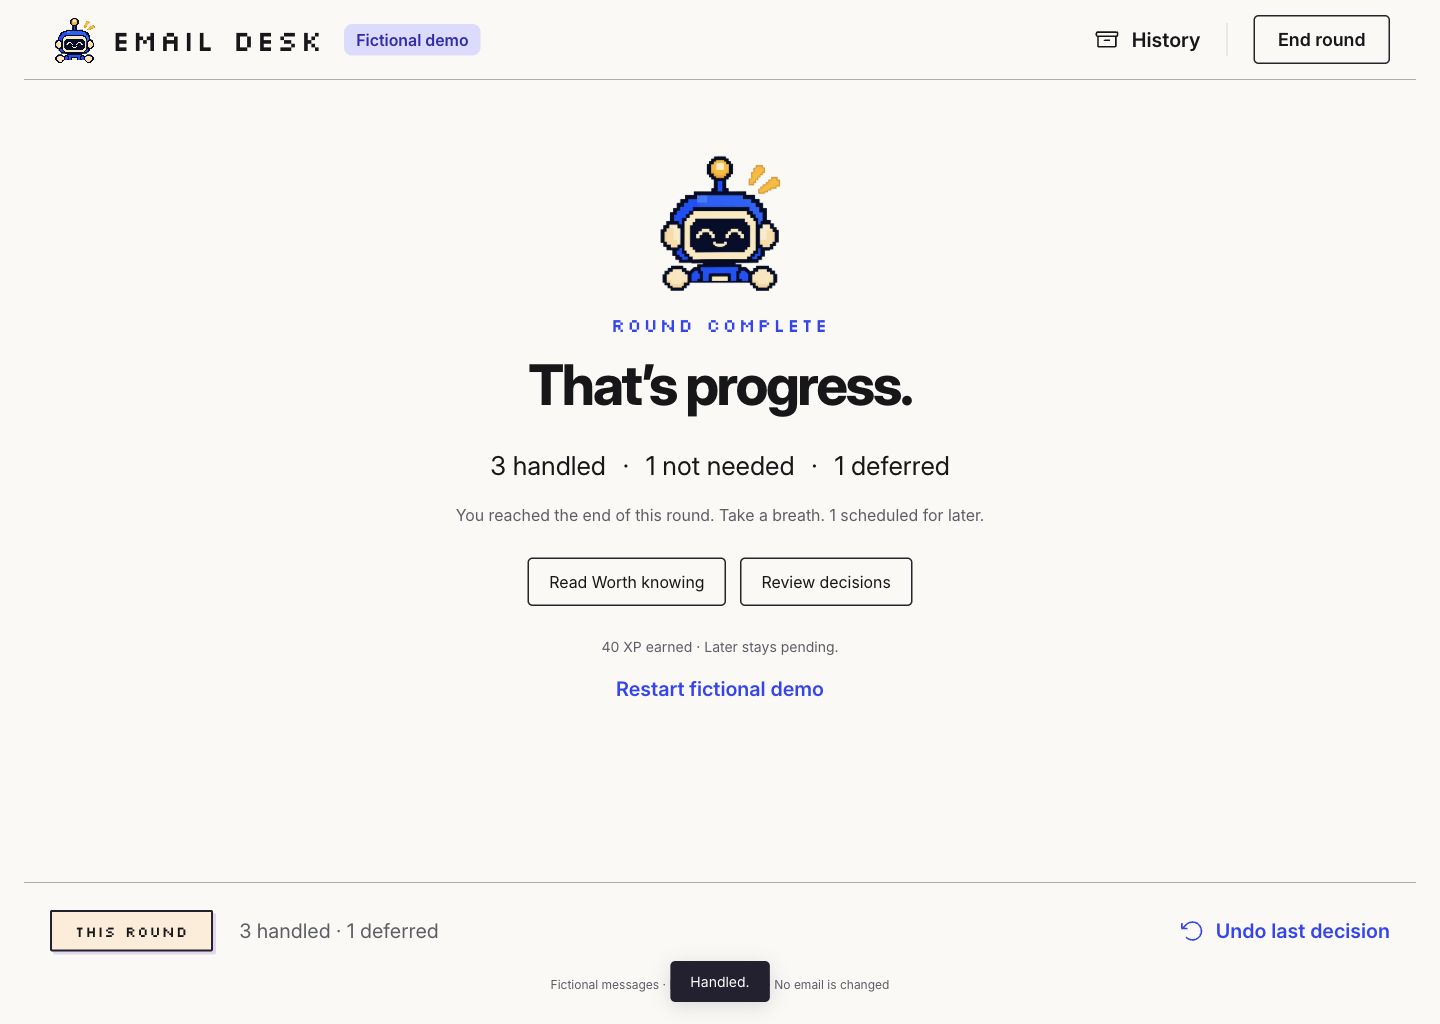 EMAIL DESK
Fictional demo
History
End round
ROUND COMPLETE
That’s progress.
3 handled · 1 not needed · 1 deferred
You reached the end of this round. Take a breath. 1 scheduled for later.
Read Worth knowing
Review decisions
40 XP earned · Later stays pending.
Restart fictional demo
THIS ROUND
3 handled · 1 deferred
Undo last decision
Fictional messages ·
Handled.
No email is changed